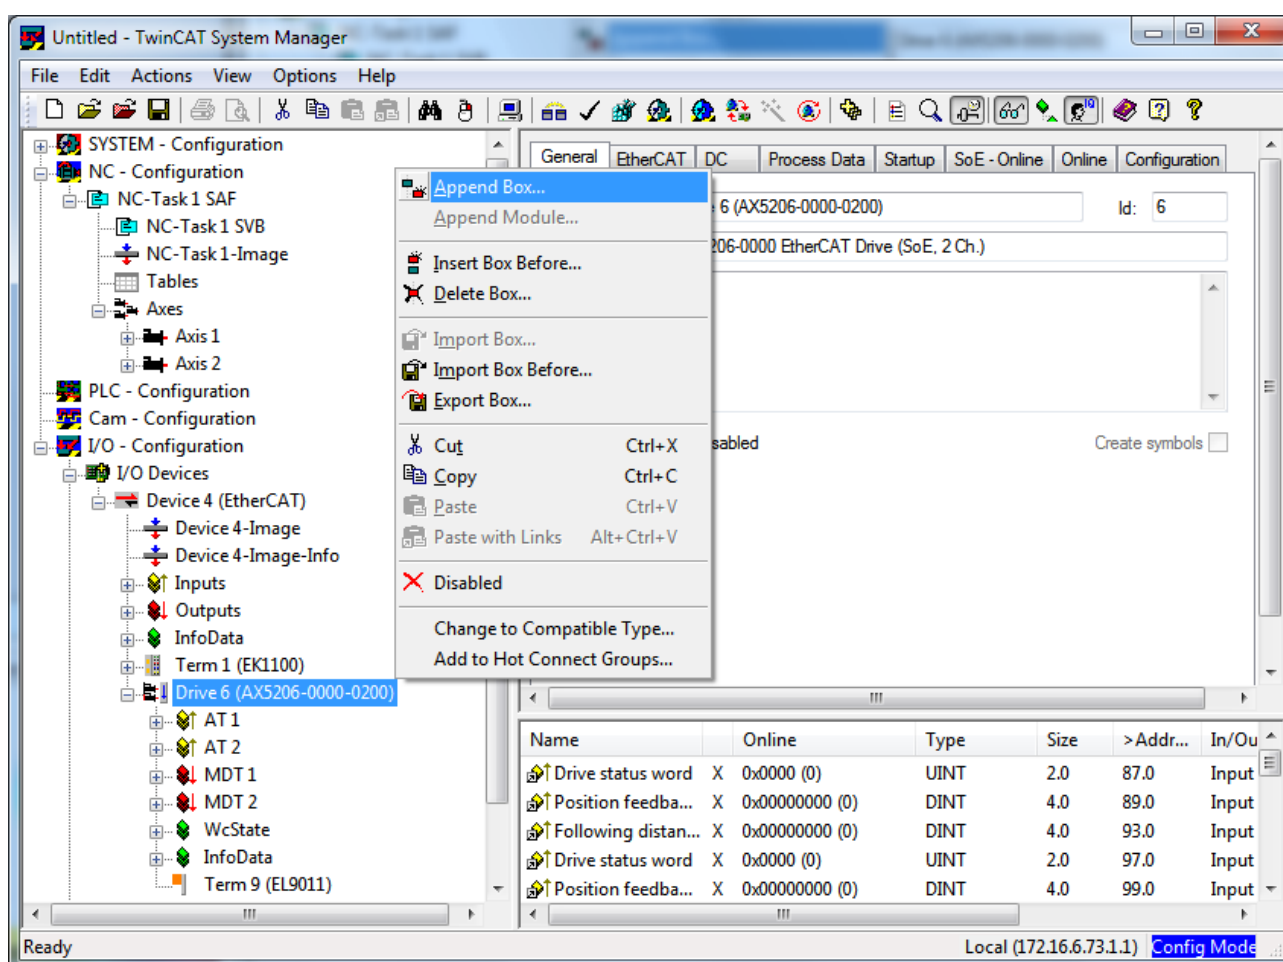 Untitled - TwinCAT System Manager
File Edit Actions View Options Help
SYSTEM - Configuration
NC - Configuration
NC-Task 1 SAF
NC-Task 1 SVB
NC-Task 1-Image
Tables
Axes
Axis 1
Axis 2
PLC - Configuration
Cam - Configuration
I/O - Configuration
I/O Devices
Device 4 (EtherCAT)
Device 4-Image
Device 4-Image-Info
Inputs
Outputs
InfoData
Term 1 (EK1100)
Drive 6 (AX5206-0000-0200)
AT 1
AT 2
MDT 1
MDT 2
WcState
InfoData
Term 9 (EL9011)
Append Box...
Append Module...
Insert Box Before...
Delete Box...
Import Box...
Import Box Before...
Export Box...
Cut Ctrl+X
Copy Ctrl+C
Paste Ctrl+V
Paste with Links Alt+Ctrl+V
Disabled
Change to Compatible Type...
Add to Hot Connect Groups...
General EtherCAT DC Process Data Startup SoE - Online Online Configuration
6 (AX5206-0000-0200) Id: 6
206-0000 EtherCAT Drive (SoE, 2 Ch.)
sabled Create symbols
Name Online Type Size >Addr... In/Ou
Drive status word X 0x0000 (0) UINT 2.0 87.0 Input
Position feedba... X 0x00000000 (0) DINT 4.0 89.0 Input
Following distan... X 0x00000000 (0) DINT 4.0 93.0 Input
Drive status word X 0x0000 (0) UINT 2.0 97.0 Input
Position feedba... X 0x00000000 (0) DINT 4.0 99.0 Input
Ready Local (172.16.6.73.1.1) Config Mode